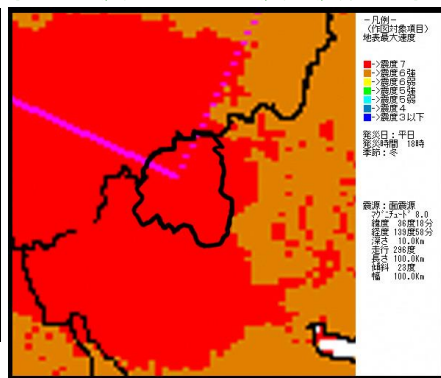 －凡例－
(作図対象項目)
地表最大速度
->震度７
->震度６強
->震度６弱
->震度５強
->震度５弱
->震度４
->震度３以下
発災日：平日
発災時間 18時
季節：冬
震源：面震源
ﾏｸﾞﾆﾁｭｰﾄﾞ 8.0
緯度 36度18分
経度 139度58分
深さ 10.0Km
走行 296度
長さ 100.0Km
傾斜 23度
幅 100.0Km